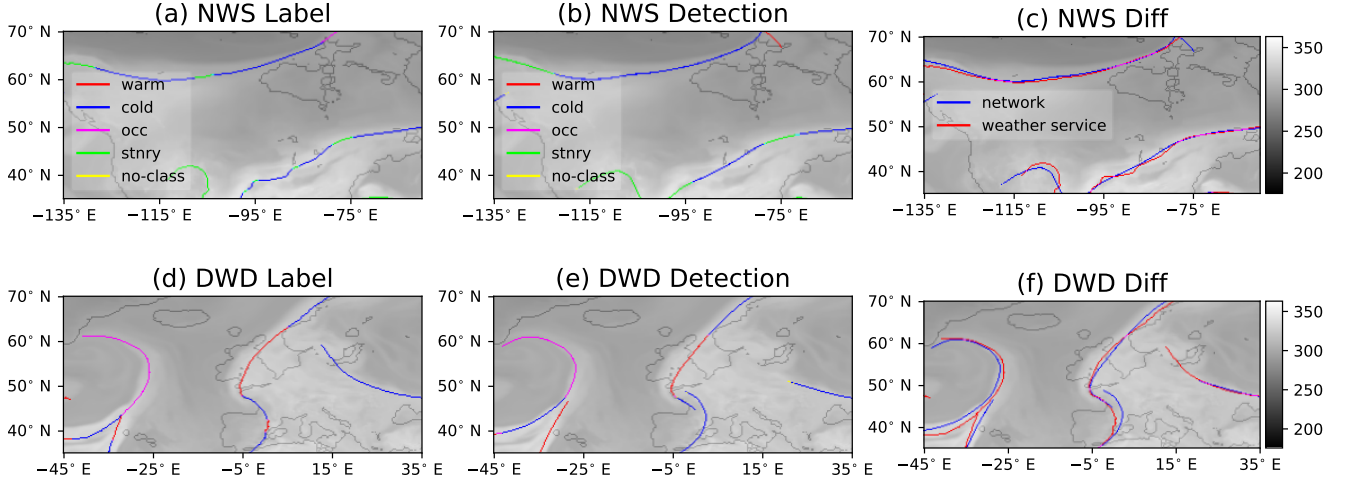 (a) NWS Label
(b) NWS Detection
(c) NWS Diff
70° N
60° N
50° N
40° N
warm
cold
occ
stnry
no-class
−135° E
−115° E
−95° E
−75° E
70° N
60° N
50° N
40° N
warm
cold
occ
stnry
no-class
−135° E
−115° E
−95° E
−75° E
70° N
60° N
50° N
40° N
network
weather service
−135° E
−115° E
−95° E
−75° E
350
300
250
200
(d) DWD Label
(e) DWD Detection
(f) DWD Diff
70° N
60° N
50° N
40° N
−45° E
−25° E
−5° E
15° E
35° E
70° N
60° N
50° N
40° N
−45° E
−25° E
−5° E
15° E
35° E
70° N
60° N
50° N
40° N
−45° E
−25° E
−5° E
15° E
35° E
350
300
250
200